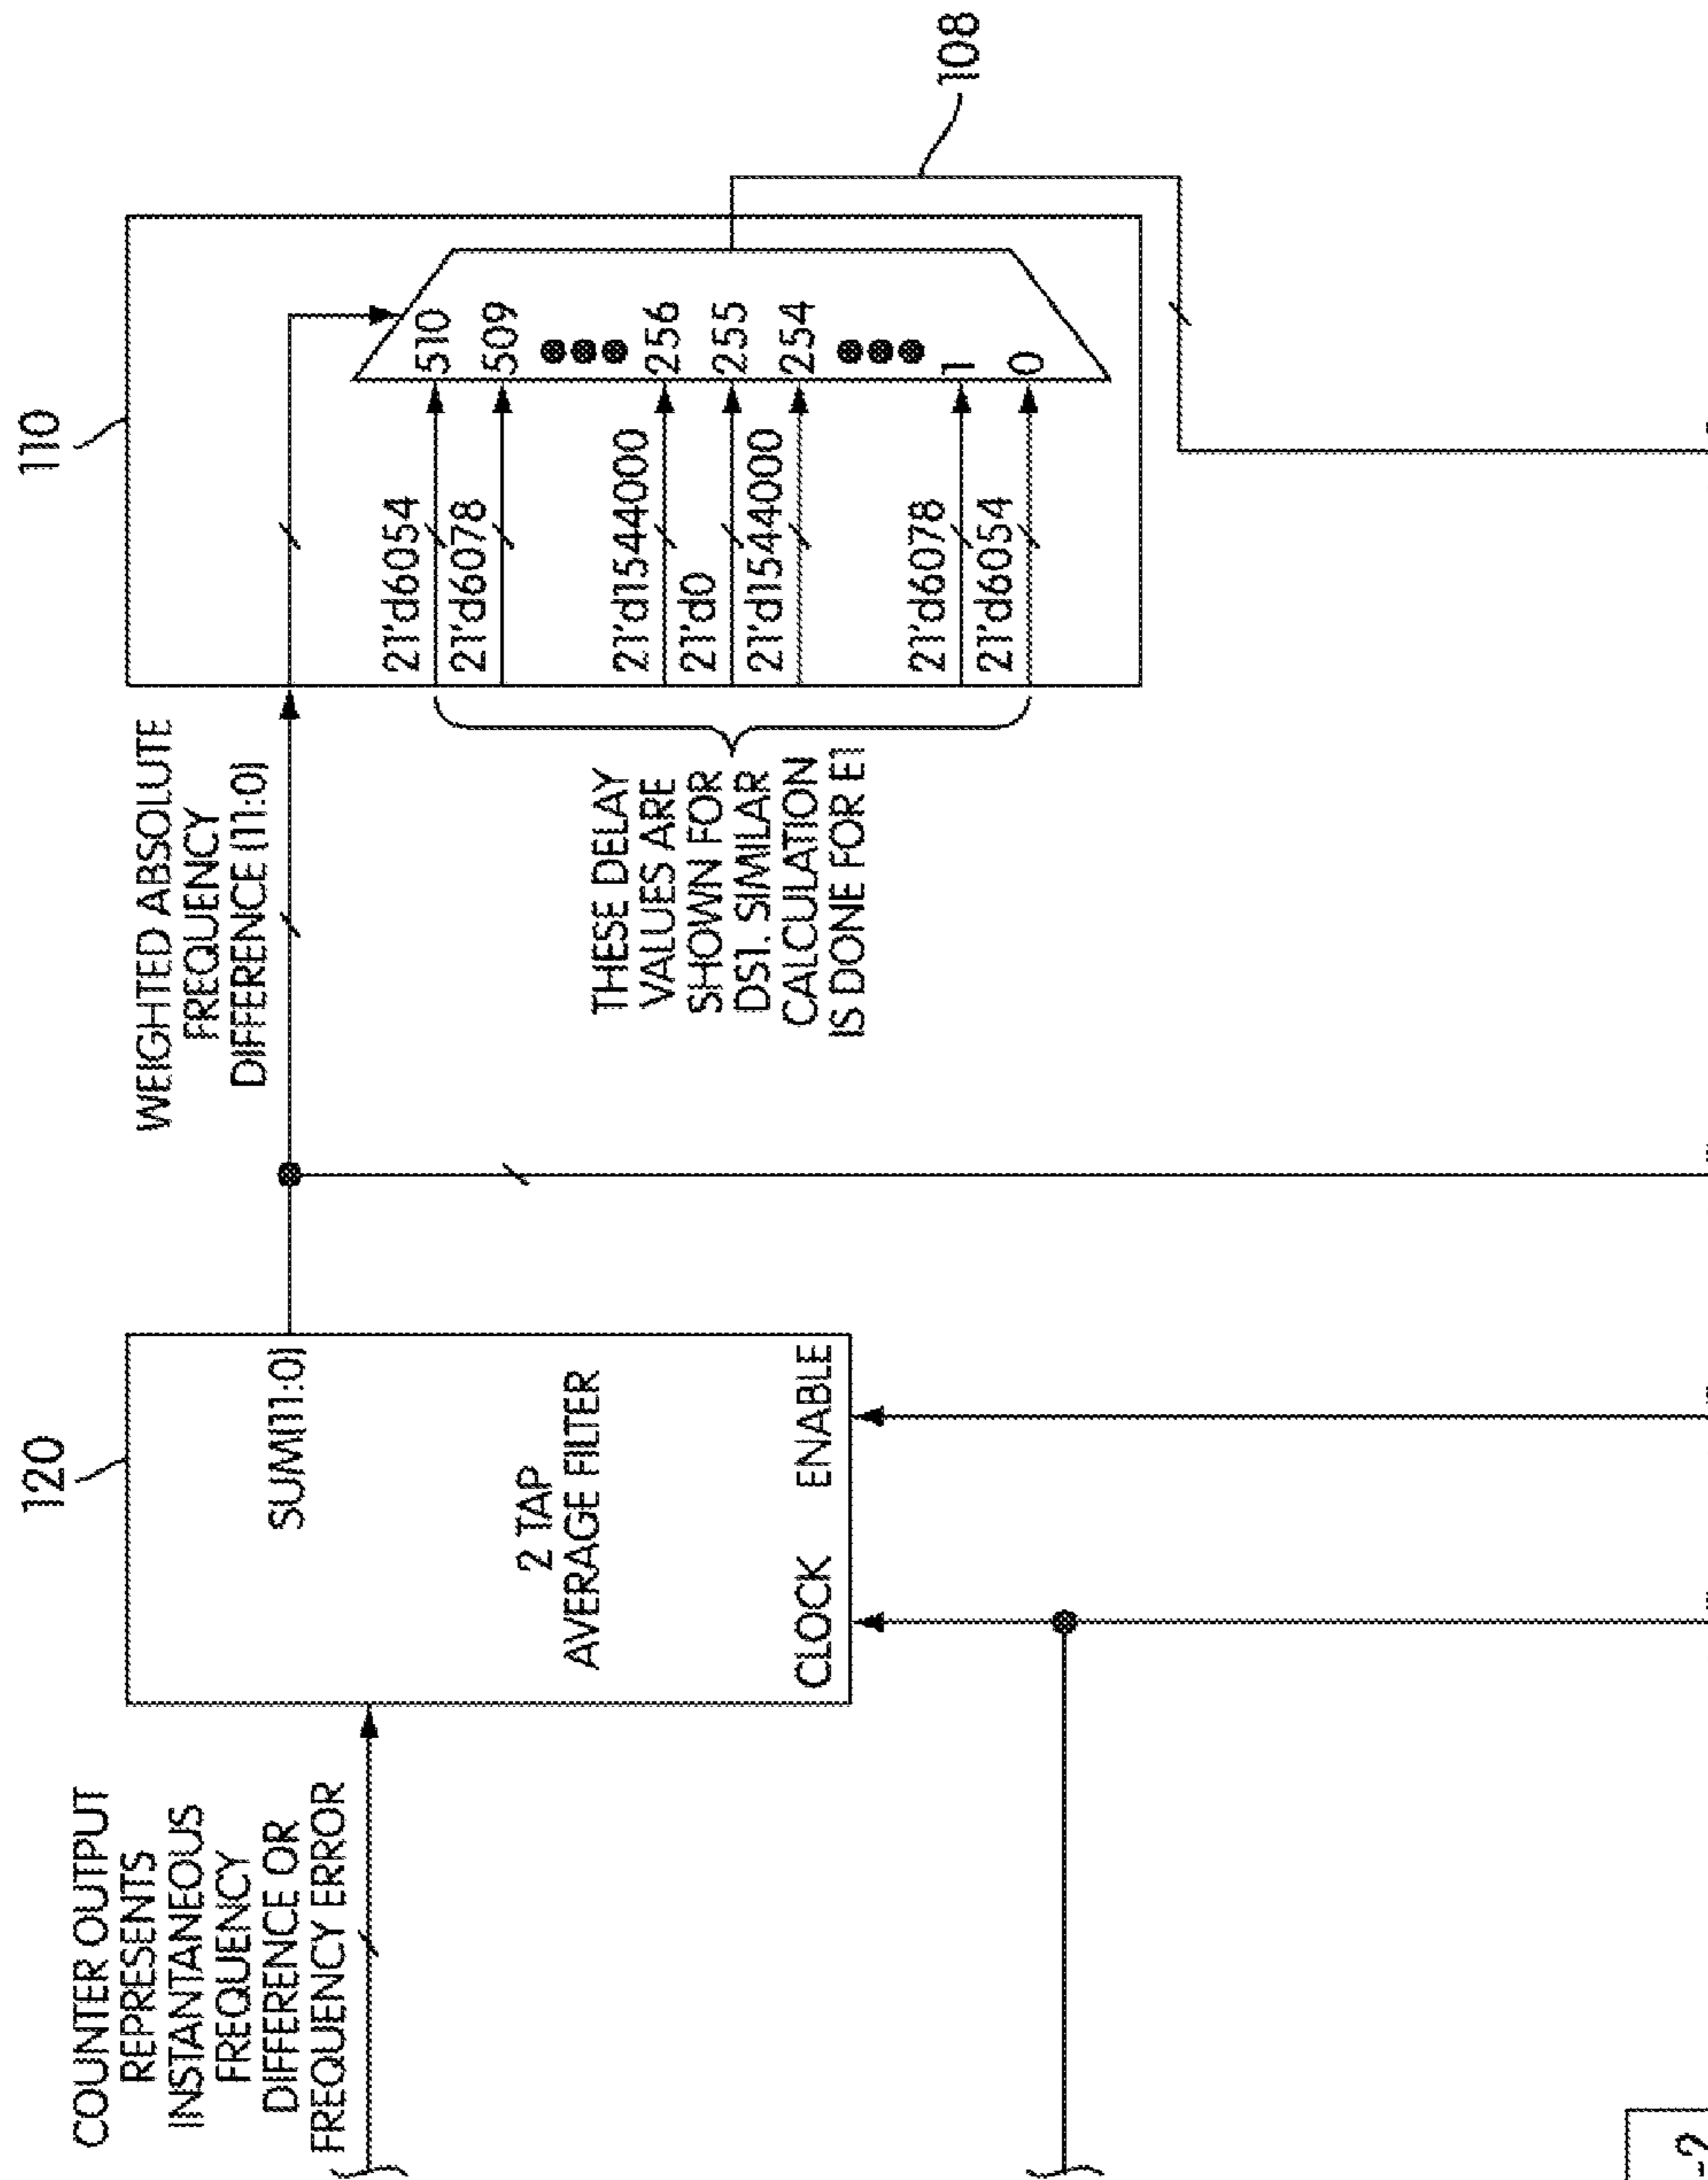 COUNTER OUTPUT
REPRESENTS
INSTANTANEOUS
FREQUENCY
DIFFERENCE OR
FREQUENCY ERROR
120
SUM[11:0]
2 TAP
AVERAGE FILTER
CLOCK ENABLE
WEIGHTED ABSOLUTE
FREQUENCY
DIFFERENCE [11:0]
THESE DELAY
VALUES ARE
SHOWN FOR
DS1. SIMILAR
CALCULATION
IS DONE FOR E1
110
21'd6054 510
21'd6078 509
21'd1544000 256
21'd0 255
21'd1544000 254
21'd6078 1
21'd6054 0
108